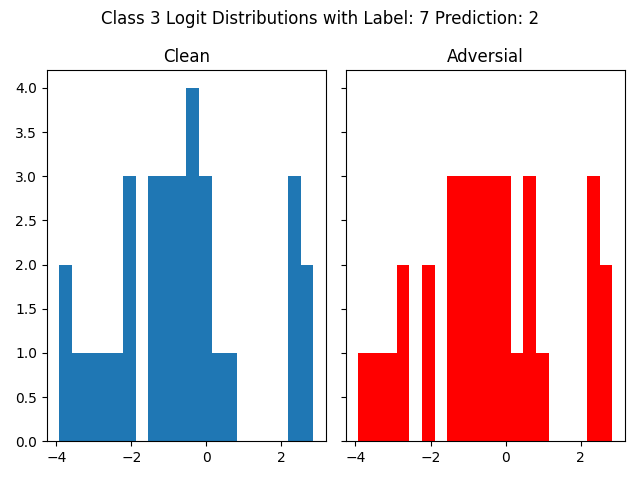 Class 3 Logit Distributions with Label: 7 Prediction: 2
Clean
Adversial
4.0
3.5
3.0
2.5
2.0
1.5
1.0
0.5
0.0
−4 −2 0 2
−4 −2 0 2